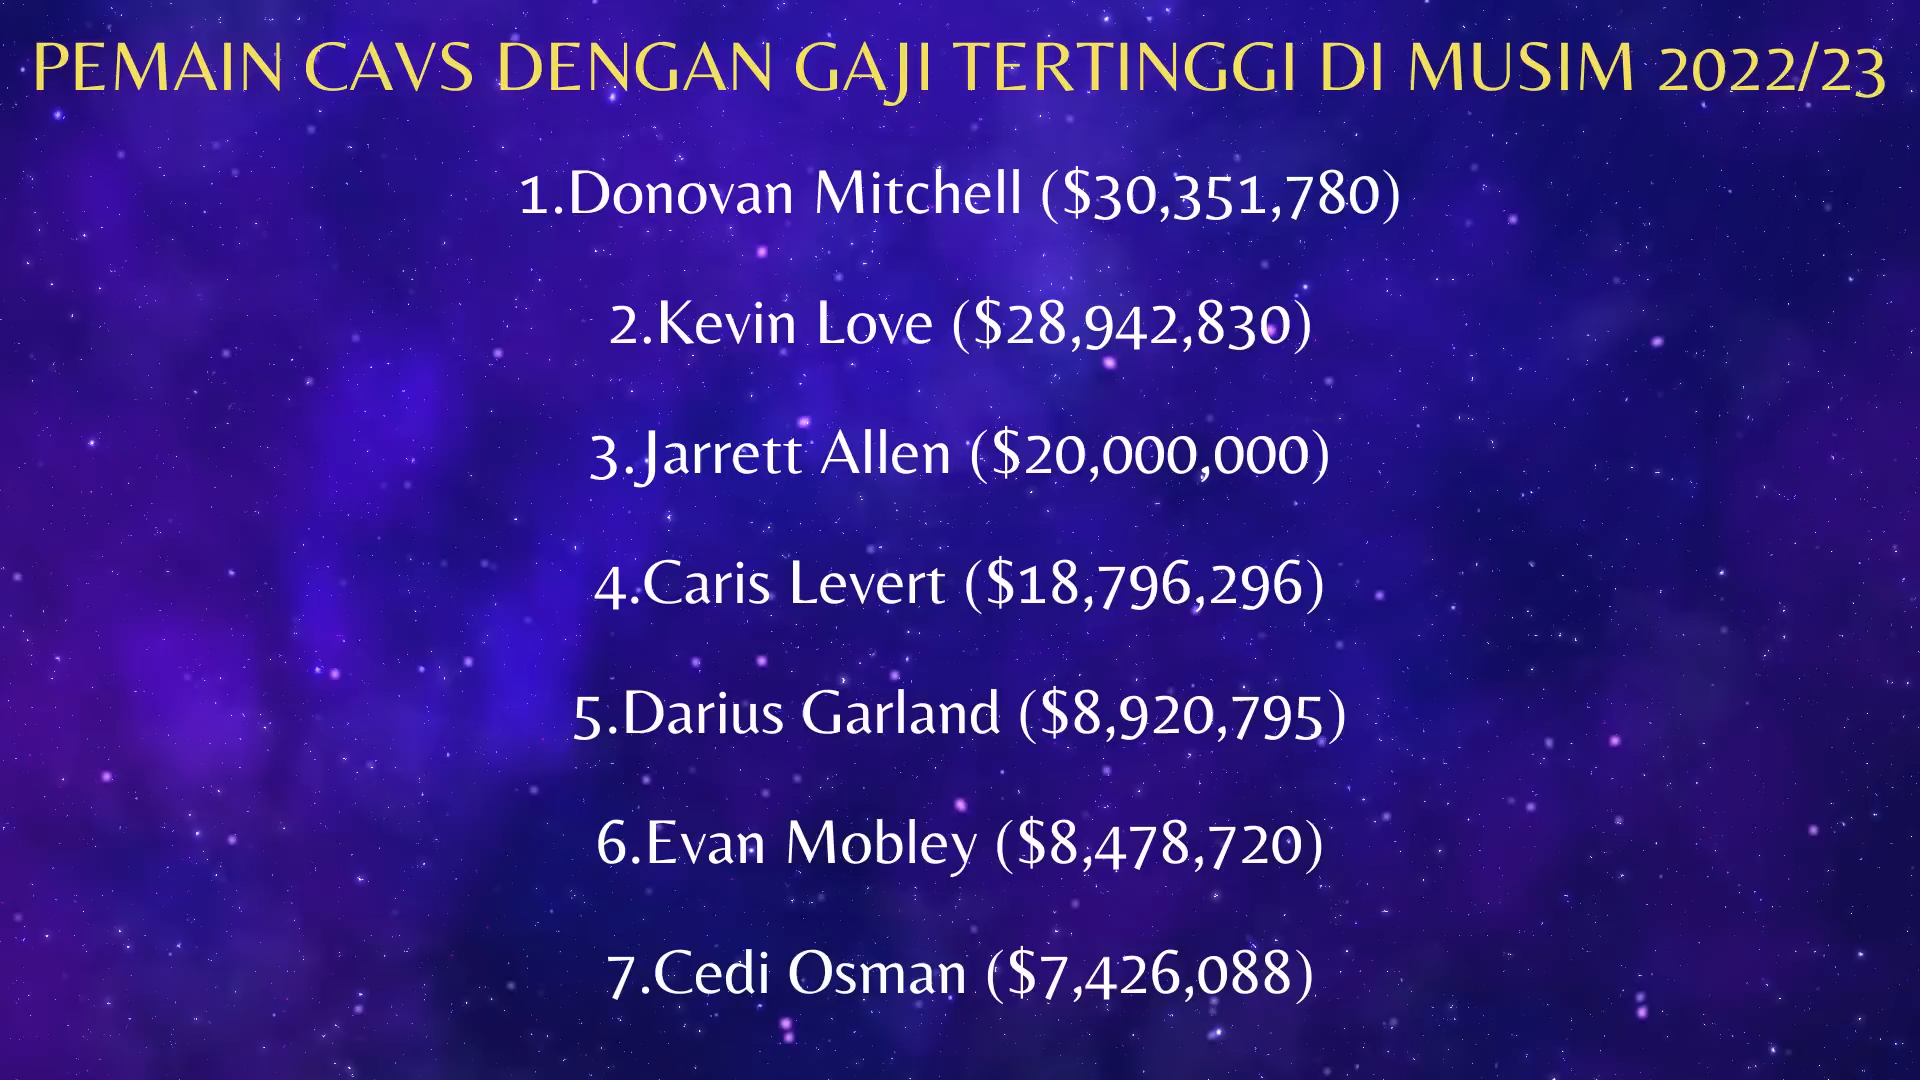 PEMAIN CAVS DENGAN GAJI TERTINGGI DI MUSIM 2022/23
1.Donovan Mitchell ($30,351,780)
2.Kevin Love ($28,942,830)
3.Jarrett Allen ($20,000,000)
4.Caris Levert ($18,796,296)
5.Darius Garland ($8,920,795)
6.Evan Mobley ($8,478,720)
7.Cedi Osman ($7,426,088)